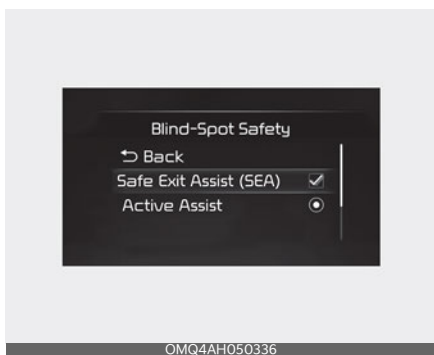 Blind-Spot Safety
Back
Safe Exit Assist (SEA)
Active Assist
OMQ4AH050336